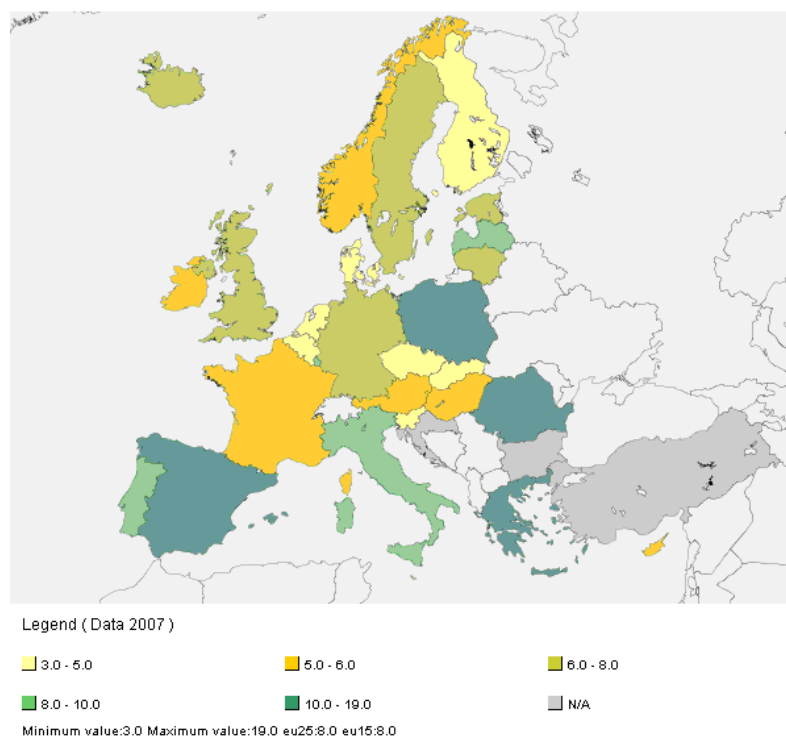 Legend ( Data 2007 )
3.0 - 5.0 5.0 - 6.0 6.0 - 8.0
8.0 - 10.0 10.0 - 19.0 N/A
Minimum value:3.0 Maximum value:19.0 eu25:8.0 eu15:8.0